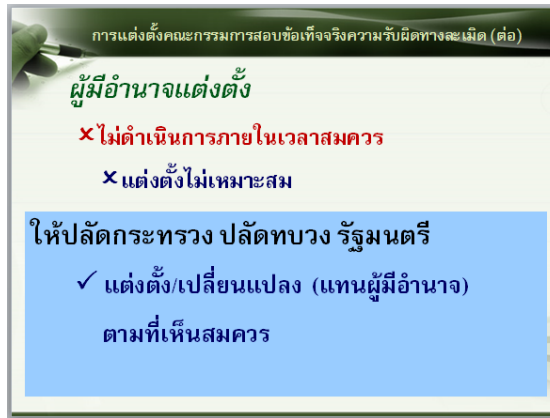 การแต่งตั้งคณะกรรมการสอบข้อเท็จจริงความรับผิดทางละเมิด (ต่อ)
ผู้มีอำนาจแต่งตั้ง
✗ ไม่ดำเนินการภายในเวลาสมควร
✗ แต่งตั้งไม่เหมาะสม
ให้ปลัดกระทรวง ปลัดทบวง รัฐมนตรี
✓ แต่งตั้ง/เปลี่ยนแปลง (แทนผู้มีอำนาจ)
ตามที่เห็นสมควร